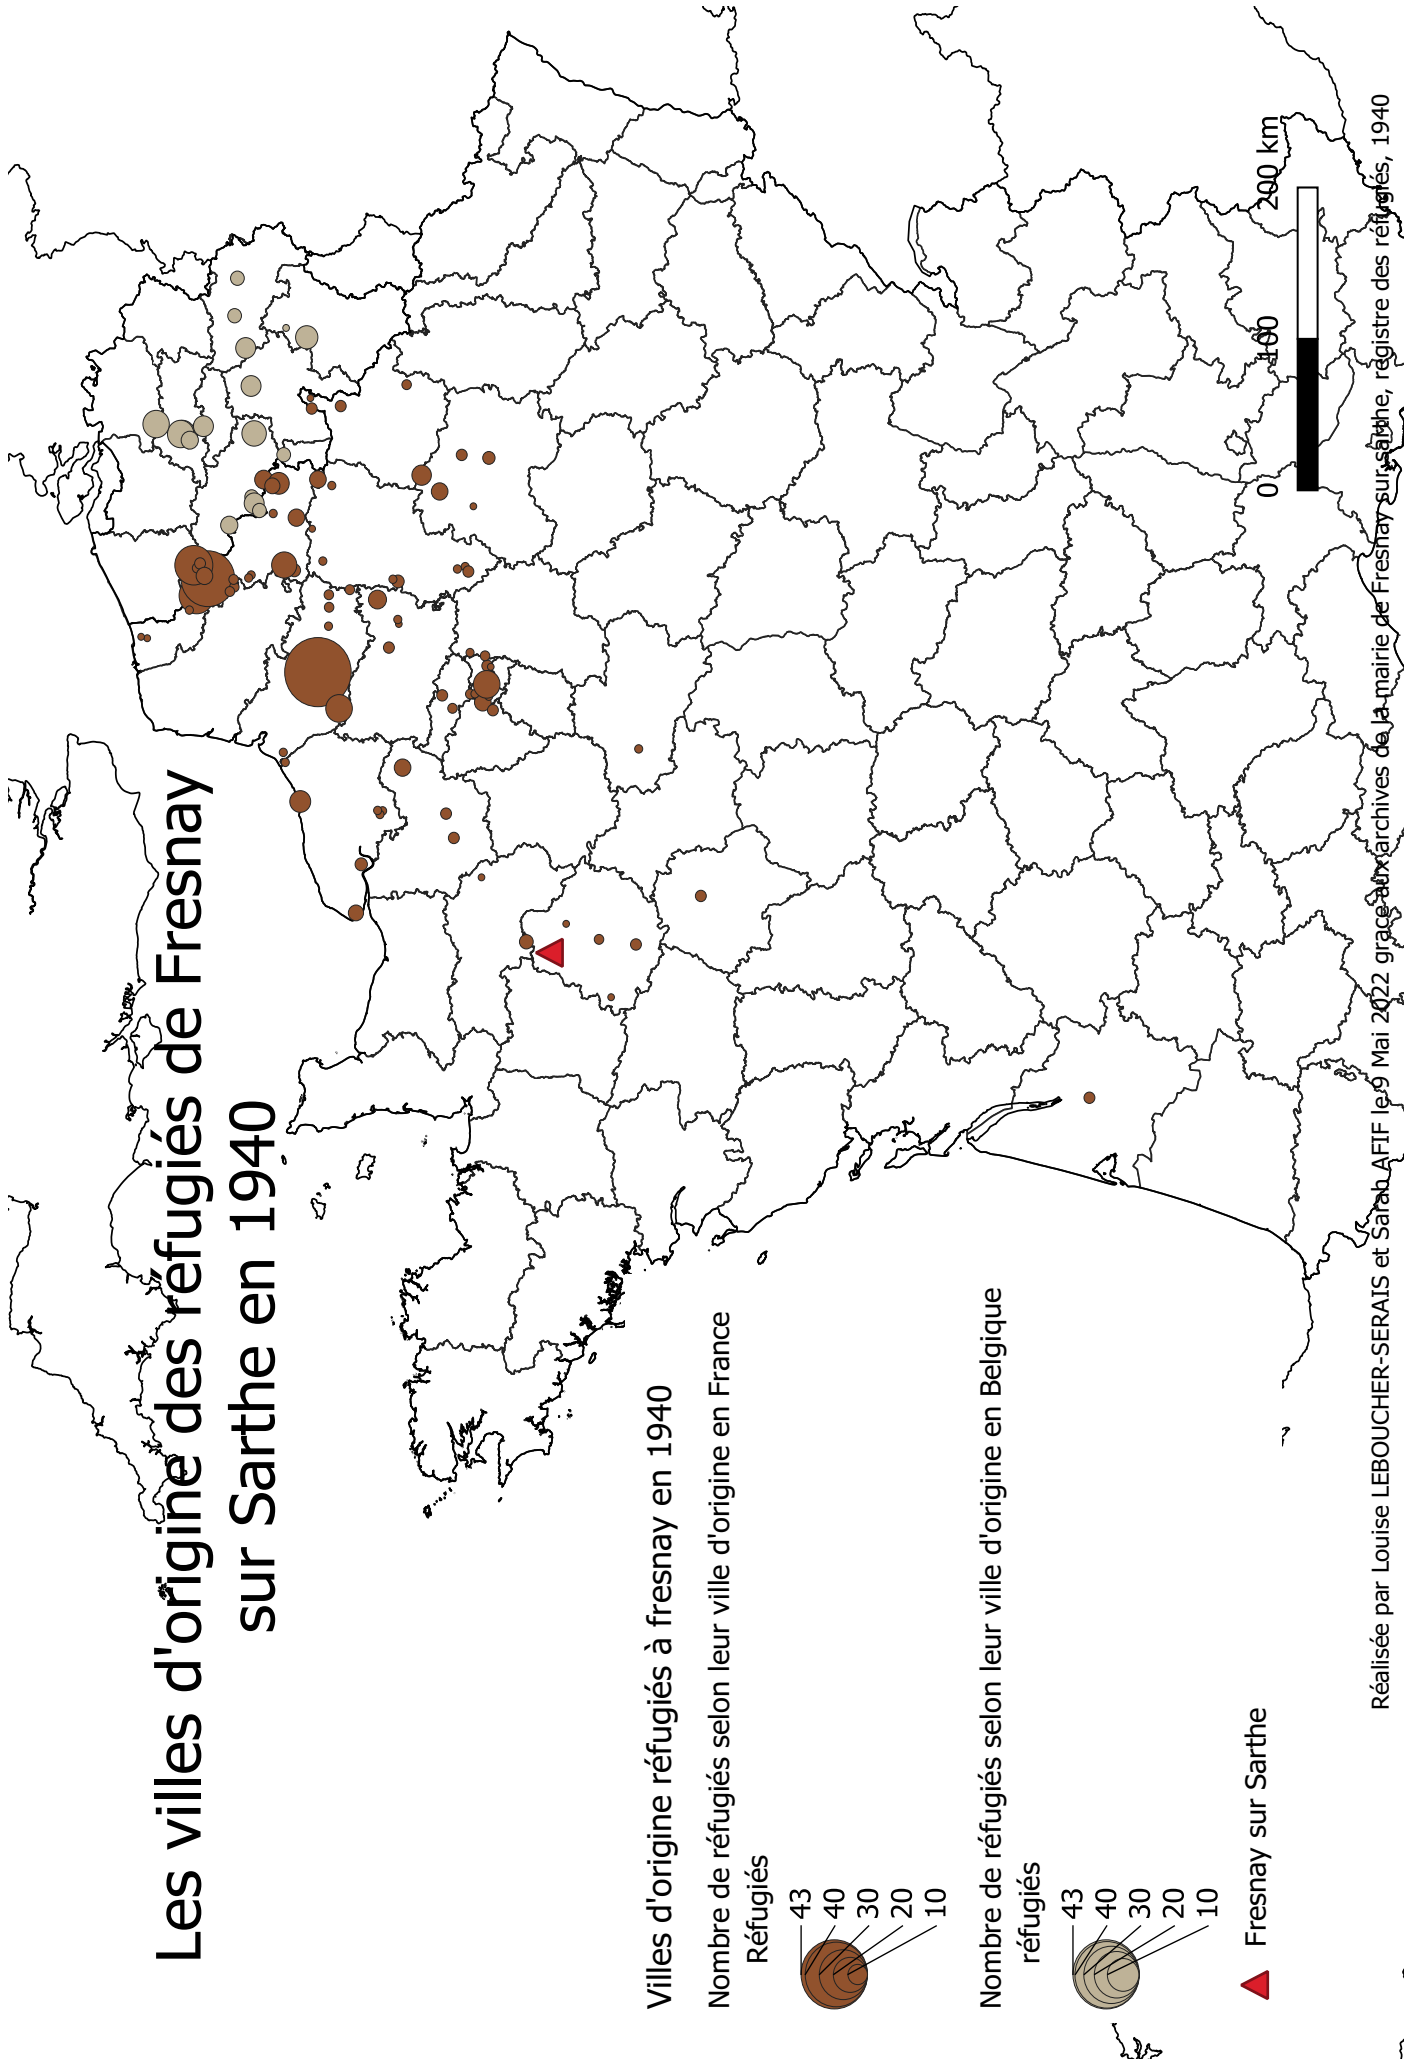 Les villes d'origine des réfugiés de Fresnay
sur Sarthe en 1940
Villes d'origine réfugiés à fresnay en 1940
Nombre de réfugiés selon leur ville d'origine en France
Réfugiés
43
40
30
20
10
Nombre de réfugiés selon leur ville d'origine en Belgique
réfugiés
43
40
30
20
10
Fresnay sur Sarthe
0 100 200 km
Réalisée par Louise LEBOUCHER-SERAIS et Sarah AFIF le 9 Mai 2022 grace aux archives de la mairie de Fresnay sur sarthe, registre des réfugiés, 1940